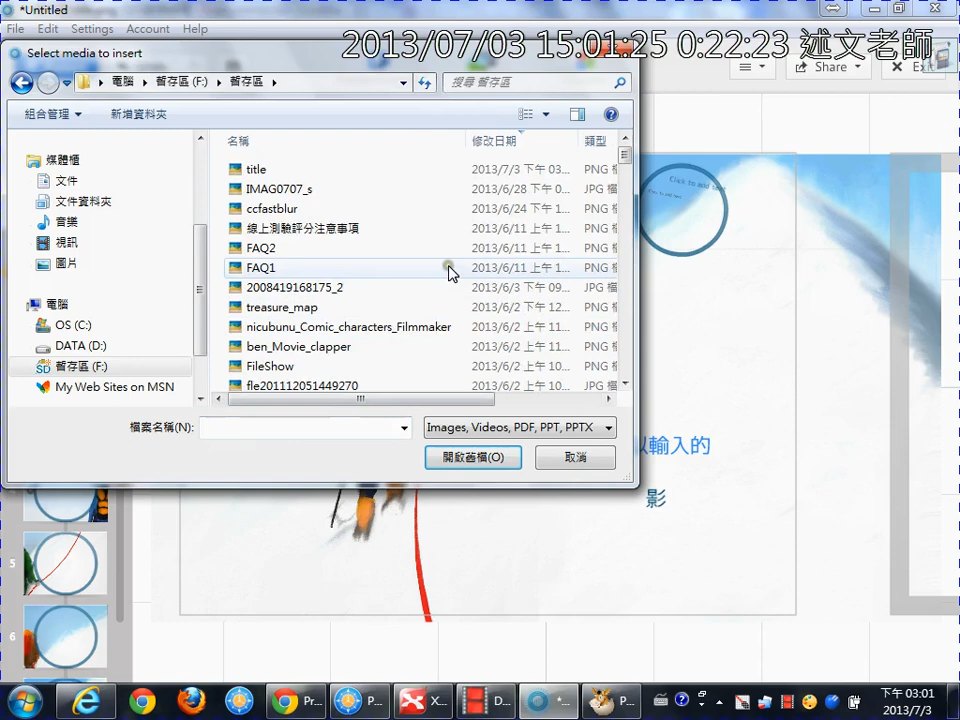 *Untitled
File Edit Settings Account Help
2013/07/03 15:01:25 0:22:23 述文老師
Select media to insert
Share
電腦 暫存區 (F:) 暫存區
搜尋 暫存區
組合管理 新增資料夾
名稱 修改日期 類型
媒體櫃
文件
文件資料夾
音樂
視訊
圖片
電腦
OS (C:)
DATA (D:)
暫存區 (F:)
My Web Sites on MSN
title 2013/7/3 下午 03... PNG 檔
IMAG0707_s 2013/6/28 下午 0... JPG 檔
ccfastblur 2013/6/24 下午 1... PNG 檔
線上測驗評分注意事項 2013/6/11 上午 1... PNG 檔
FAQ2 2013/6/11 上午 1... PNG 檔
FAQ1 2013/6/11 上午 1... PNG 檔
2008419168175_2 2013/6/3 下午 09... JPG 檔
treasure_map 2013/6/2 下午 12... PNG 檔
nicubunu_Comic_characters_Filmmaker 2013/6/2 上午 11... PNG 檔
ben_Movie_clapper 2013/6/2 上午 11... PNG 檔
FileShow 2013/6/2 上午 10... PNG 檔
fle201112051449270 2013/6/2 上午 10... JPG 檔
檔案名稱(N):
Images, Videos, PDF, PPT, PPTX
開啟舊檔(O) 取消
Click to add text
以輸入的
影
5
6
Pr... P... X... D... *... P...
下午 03:01
2013/7/3